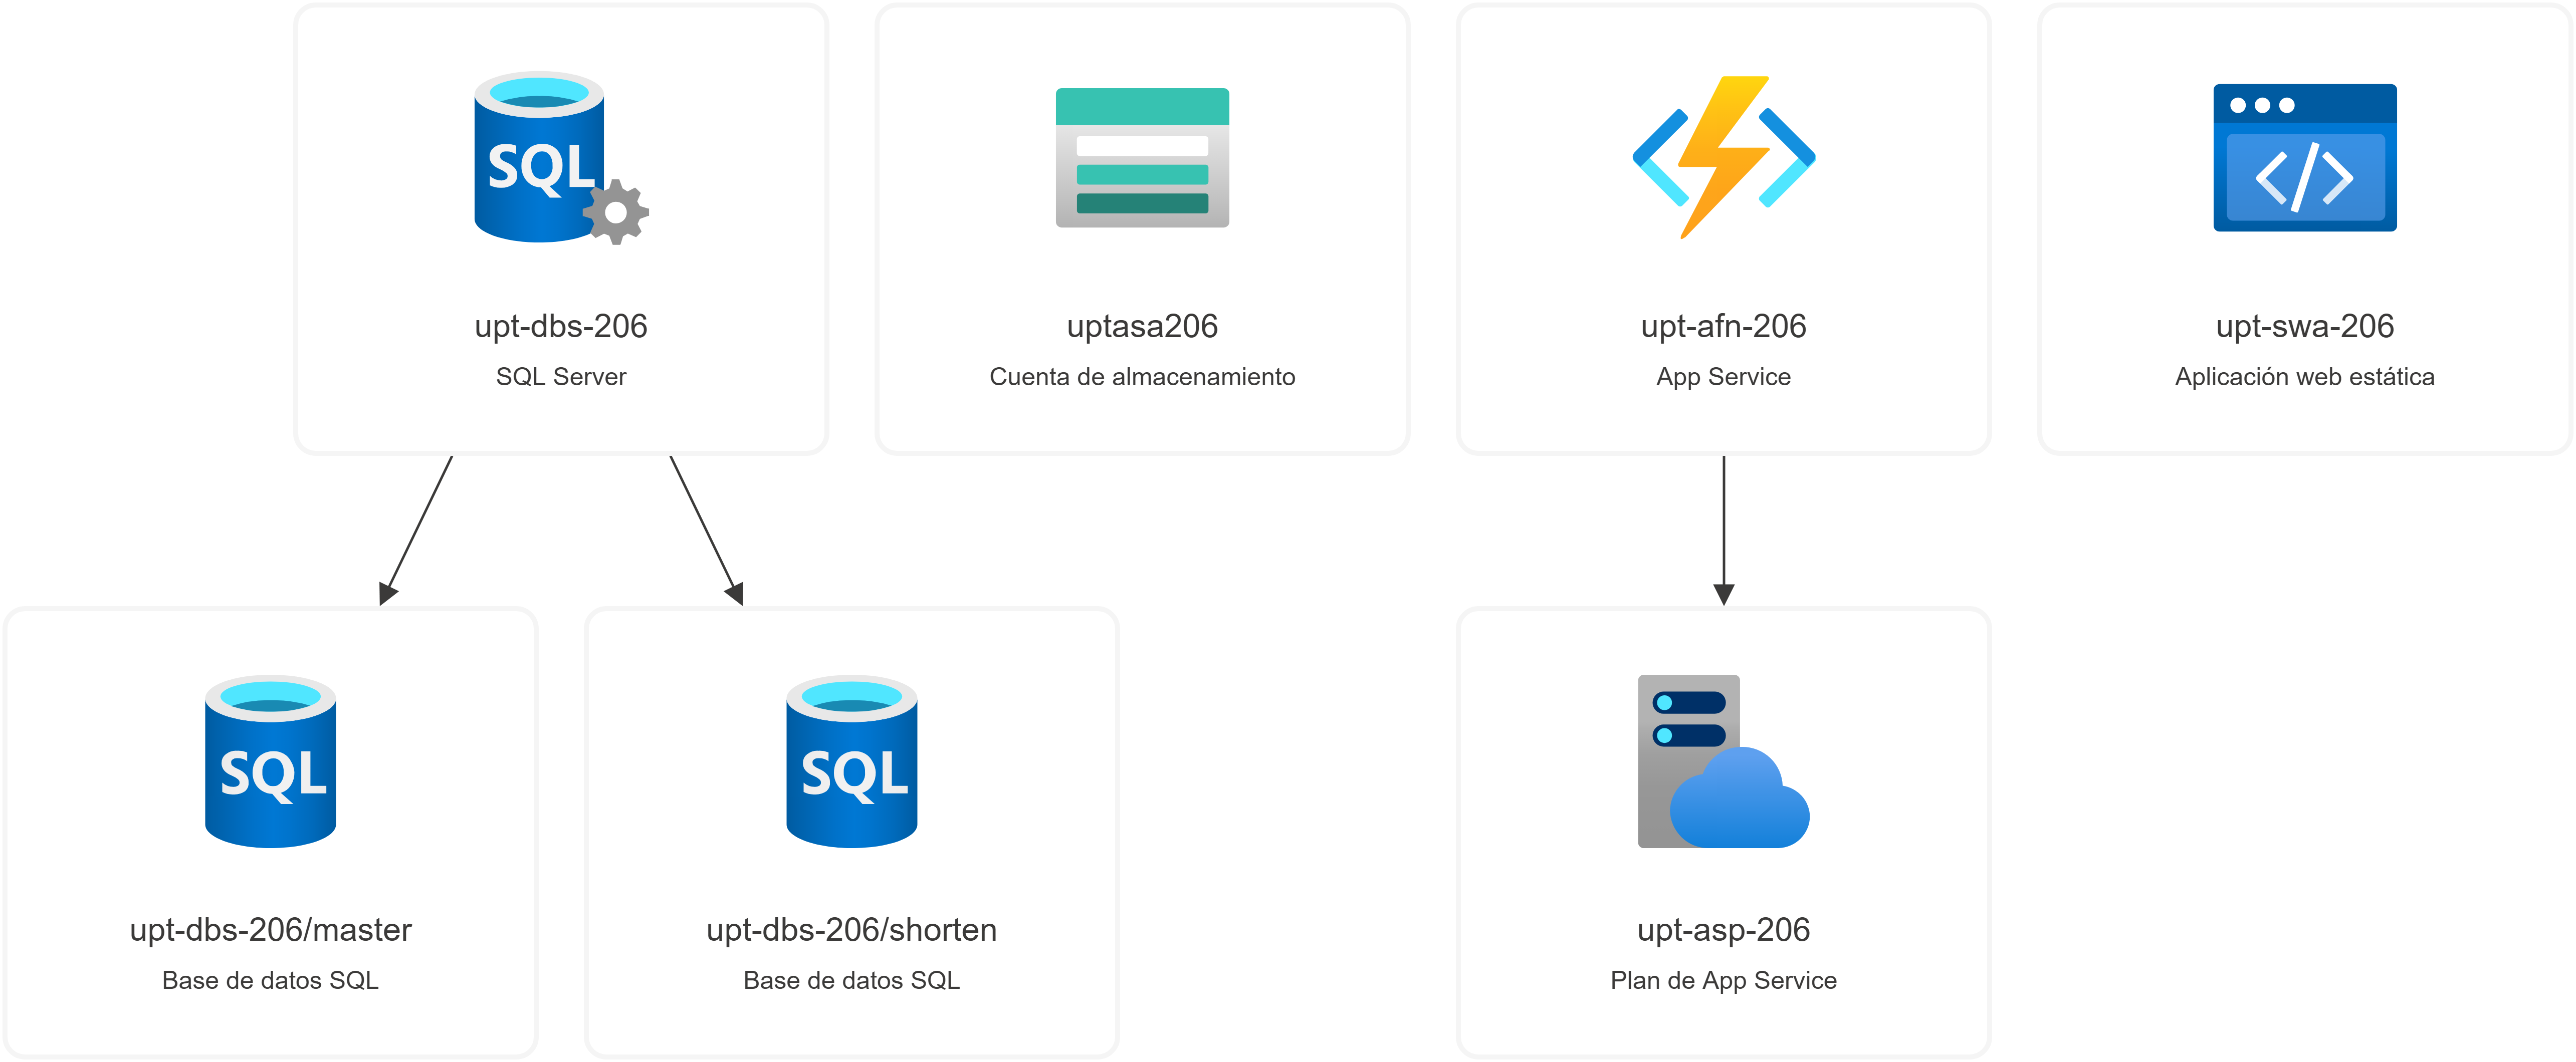 SQL
upt-dbs-206
SQL Server
uptasa206
Cuenta de almacenamiento
upt-afn-206
App Service
upt-swa-206
Aplicación web estática
SQL
upt-dbs-206/master
Base de datos SQL
SQL
upt-dbs-206/shorten
Base de datos SQL
upt-asp-206
Plan de App Service